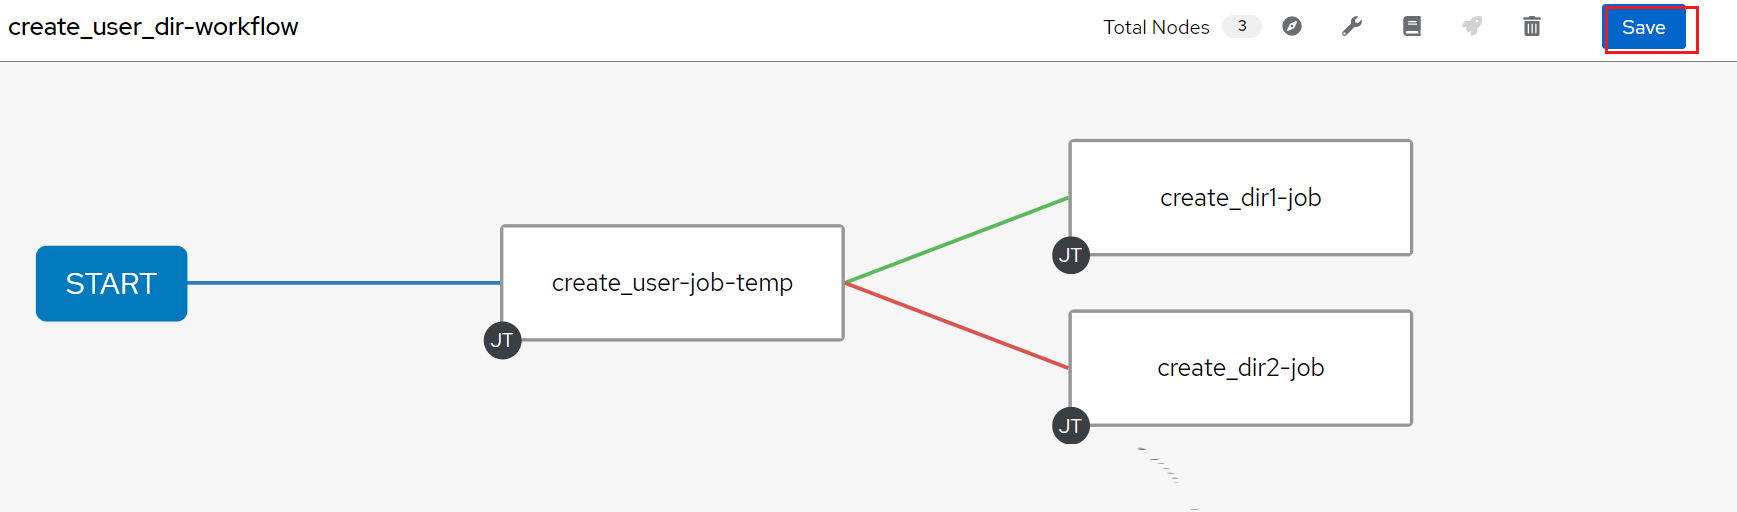 create_user_dir-workflow
Total Nodes 3
Save
START
create_user-job-temp
JT
create_dir1-job
JT
create_dir2-job
JT